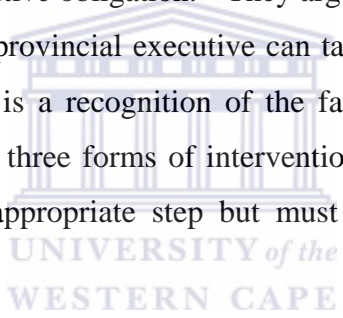 ative obligation. They arg
provincial executive can ta
is a recognition of the fa
three forms of interventio
appropriate step but must
UNIVERSITY of the
WESTERN CAPE